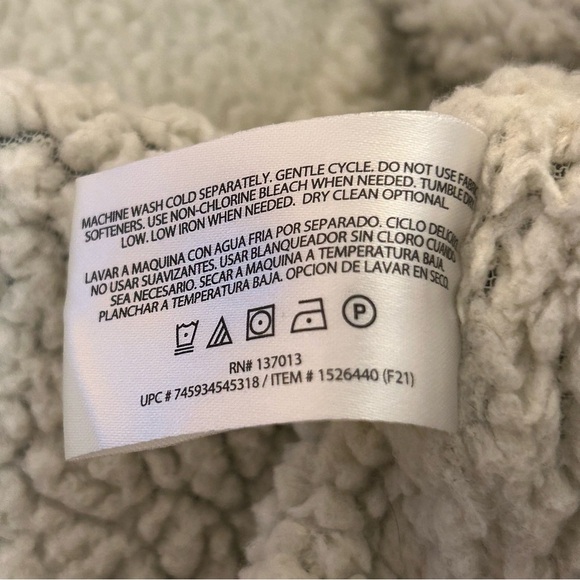 MACHINE WASH COLD SEPARATELY. GENTLE CYCLE. DO NOT USE
SOFTENERS. USE NON-CHLORINE BLEACH WHEN NEEDED. TUMBLE DRY
LOW. LOW IRON WHEN NEEDED. DRY CLEAN OPTIONAL.
LAVAR A MAQUINA CON AGUA FRIA POR SEPARADO. CICLO
NO USAR SUAVIZANTES. USAR BLANQUEADOR SIN CLORO CUANDO
SEA NECESARIO. SECAR A MAQUINA A TEMPERATURA BAJA.
PLANCHAR A TEMPERATURA BAJA. OPCION DE LAVAR EN SECO
P
RN# 137013
UPC # 745934545318 / ITEM # 1526440 (F21)